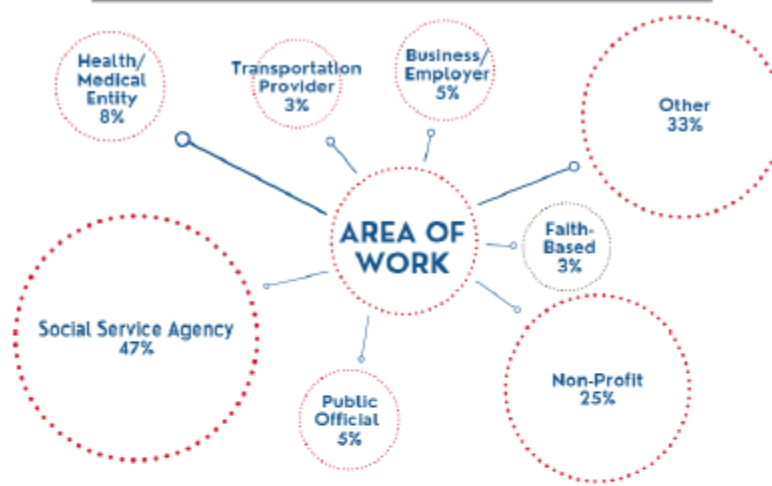 Health/
Medical
Entity
8%
Transportation
Provider
3%
Business/
Employer
5%
Other
33%
AREA OF
WORK
Faith-
Based
3%
Social Service Agency
47%
Non-Profit
25%
Public
Official
5%